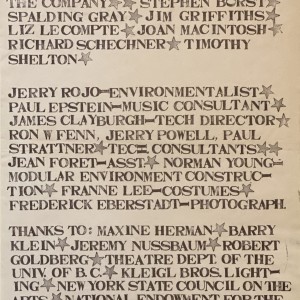 THE COMPANY☆☆ STEPHEN BORST☆
SPALDING GRAY☆ JIM GRIFFITHS☆
LIZ LECOMPTE☆ JOAN MACINTOSH☆
RICHARD SCHECHNER☆ TIMOTHY
SHELTON☆
JERRY ROJO—ENVIRONMENTALIST☆
PAUL EPSTEIN—MUSIC CONSULTANT☆
JAMES CLAYBURGH—TECH DIRECTOR☆
RON W FENN, JERRY POWELL, PAUL
STRATTNER☆TECH. CONSULTANTS☆☆
JEAN FORET—ASST☆ NORMAN YOUNG—
MODULAR ENVIRONMENT CONSTRUC-
TION☆ FRANNE LEE—COSTUMES☆
FREDERICK EBERSTADT—PHOTOGRAPH.
THANKS TO: MAXINE HERMAN☆BARRY
KLEIN☆JEREMY NUSSBAUM☆ROBERT
GOLDBERG☆THEATRE DEPT. OF THE
UNIV. OF B.C.☆KLEIGL BROS. LIGHT-
ING☆NEW YORK STATE COUNCIL ON THE
ARTS☆NATIONAL ENDOWMENT FOR THE